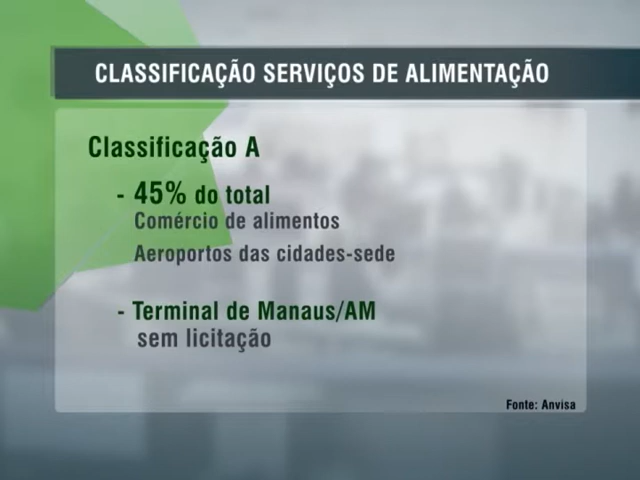 CLASSIFICAÇÃO SERVIÇOS DE ALIMENTAÇÃO
Classificação A
- 45% do total
Comércio de alimentos
Aeroportos das cidades-sede
- Terminal de Manaus/AM
sem licitação
Fonte: Anvisa